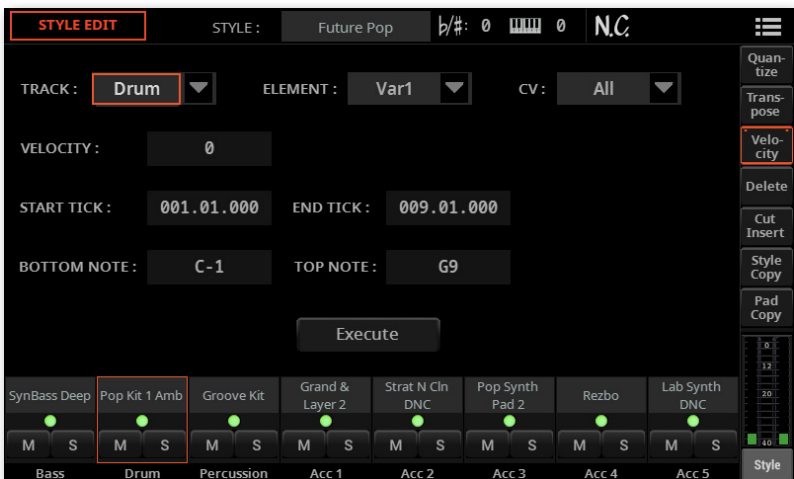 STYLE EDIT STYLE : Future Pop b/#: 0 0 N.C.
TRACK : Drum ELEMENT : Var1 CV : All
VELOCITY : 0
START TICK : 001.01.000 END TICK : 009.01.000
BOTTOM NOTE : C-1 TOP NOTE : G9
Execute
Quan-
tize
Trans-
pose
Velo-
city
Delete
Cut
Insert
Style
Copy
Pad
Copy
0
12
20
40
Style
SynBass Deep Pop Kit 1 Amb Groove Kit Grand &
Layer 2 Strat N Cln
DNC Pop Synth
Pad 2 Rezbo Lab Synth
DNC
M S M S M S M S M S M S M S M S
Bass Drum Percussion Acc 1 Acc 2 Acc 3 Acc 4 Acc 5